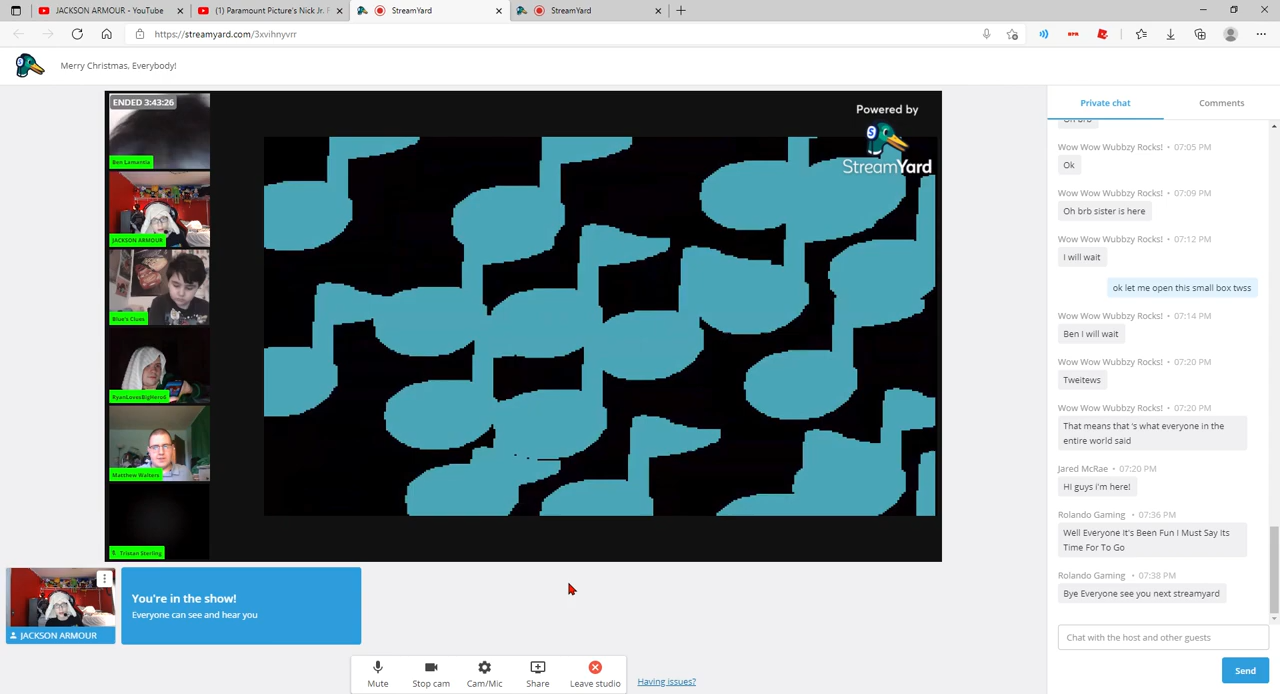 JACKSON ARMOUR - YouTube
(1) Paramount Picture's Nick Jr. F
StreamYard
StreamYard
https://streamyard.com/3xvihnyvrr
Merry Christmas, Everybody!
ENDED 3:43:26
Powered by
StreamYard
Ben Lamarnia
JACKSON ARMOUR
Blue's Clues
RyanLovesBigHero6
Matthew Walters
Tristan Sterling
JACKSON ARMOUR
You're in the show!
Everyone can see and hear you
Mute
Stop cam
Cam/Mic
Share
Leave studio
Having issues?
Private chat
Comments
Oh brb
Wow Wow Wubbzy Rocks! • 07:05 PM
Ok
Wow Wow Wubbzy Rocks! • 07:09 PM
Oh brb sister is here
Wow Wow Wubbzy Rocks! • 07:12 PM
I will wait
ok let me open this small box twss
Wow Wow Wubbzy Rocks! • 07:14 PM
Ben I will wait
Wow Wow Wubbzy Rocks! • 07:20 PM
Tweitews
Wow Wow Wubbzy Rocks! • 07:20 PM
That means that 's what everyone in the
entire world said
Jared McRae • 07:20 PM
Hi guys i'm here!
Rolando Gaming • 07:36 PM
Well Everyone it's Been Fun I Must Say its
Time For To Go
Rolando Gaming • 07:38 PM
Bye Everyone see you next streamyard
Chat with the host and other guests
Send